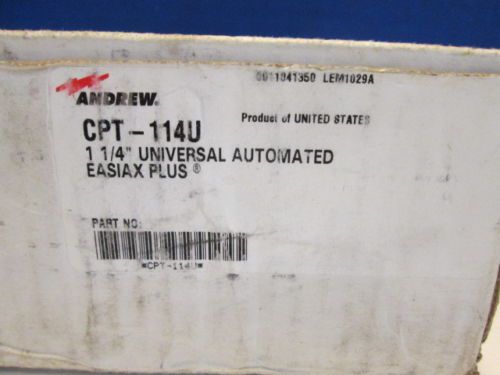 0011041350 LEM1029A
ANDREW®
Product of UNITED STATES
CPT-114U
1 1/4" UNIVERSAL AUTOMATED
EASIAX PLUS®
PART NO.
*CPT-114U*